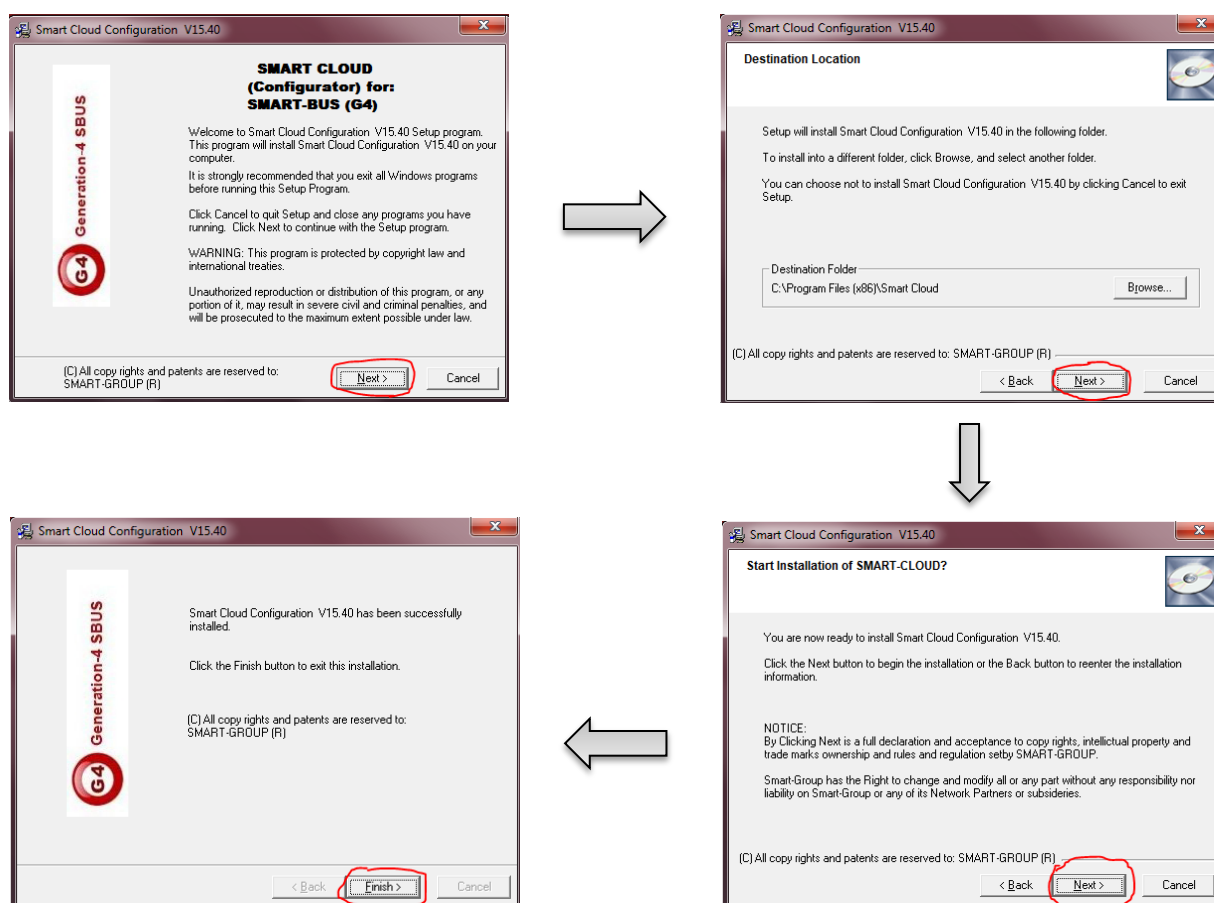 Smart Cloud Configuration V15.40
SMART CLOUD
(Configurator) for:
SMART-BUS (G4)
Generation-4 SBUS
G4
Welcome to Smart Cloud Configuration V15.40 Setup program.
This program will install Smart Cloud Configuration V15.40 on your
computer.
It is strongly recommended that you exit all Windows programs
before running this Setup Program.
Click Cancel to quit Setup and close any programs you have
running. Click Next to continue with the Setup program.
WARNING: This program is protected by copyright law and
international treaties.
Unauthorized reproduction or distribution of this program, or any
portion of it, may result in severe civil and criminal penalties, and
will be prosecuted to the maximum extent possible under law.
(C) All copy rights and patents are reserved to:
SMART-GROUP (R)
Next >
Cancel
Smart Cloud Configuration V15.40
Destination Location
Setup will install Smart Cloud Configuration V15.40 in the following folder.
To install into a different folder, click Browse, and select another folder.
You can choose not to install Smart Cloud Configuration V15.40 by clicking Cancel to exit
Setup.
Destination Folder
C:\Program Files (x86)\Smart Cloud
Browse...
(C) All copy rights and patents are reserved to: SMART-GROUP (R)
< Back
Next >
Cancel
Smart Cloud Configuration V15.40
Start Installation of SMART-CLOUD?
You are now ready to install Smart Cloud Configuration V15.40.
Click the Next button to begin the installation or the Back button to reenter the installation
information.
NOTICE:
By Clicking Next is a full declaration and acceptance to copy rights, intillectual property and
trade marks ownership and rules and regulation setby SMART-GROUP.
Smart-Group has the Right to change and modify all or any part without any responsibility nor
liability on Smart-Group or any of its Network Partners or subsideries.
(C) All copy rights and patents are reserved to: SMART-GROUP (R)
< Back
Next >
Cancel
Smart Cloud Configuration V15.40
Generation-4 SBUS
G4
Smart Cloud Configuration V15.40 has been successfully
installed.
Click the Finish button to exit this installation.
(C) All copy rights and patents are reserved to:
SMART-GROUP (R)
< Back
Finish >
Cancel